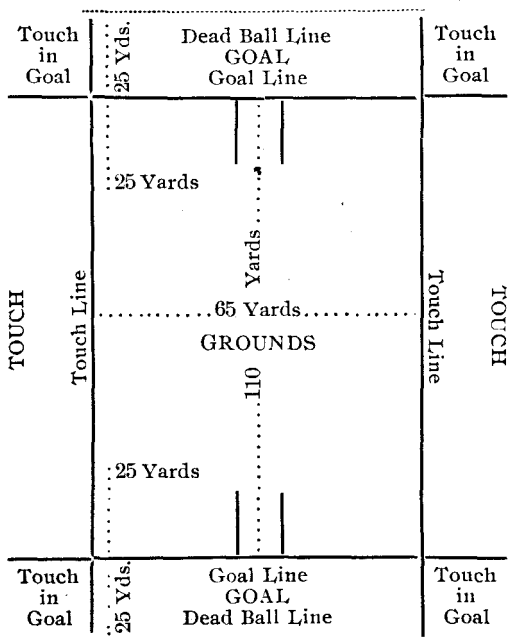 Touch
in
Goal
25 Yds.
Dead Ball Line
GOAL
Goal Line
Touch
in
Goal
25 Yards
Yards
TOUCH
Touch Line
65 Yards
Touch Line
TOUCH
GROUNDS
110
25 Yards
Touch
in
Goal
25 Yds.
Goal Line
GOAL
Dead Ball Line
Touch
in
Goal